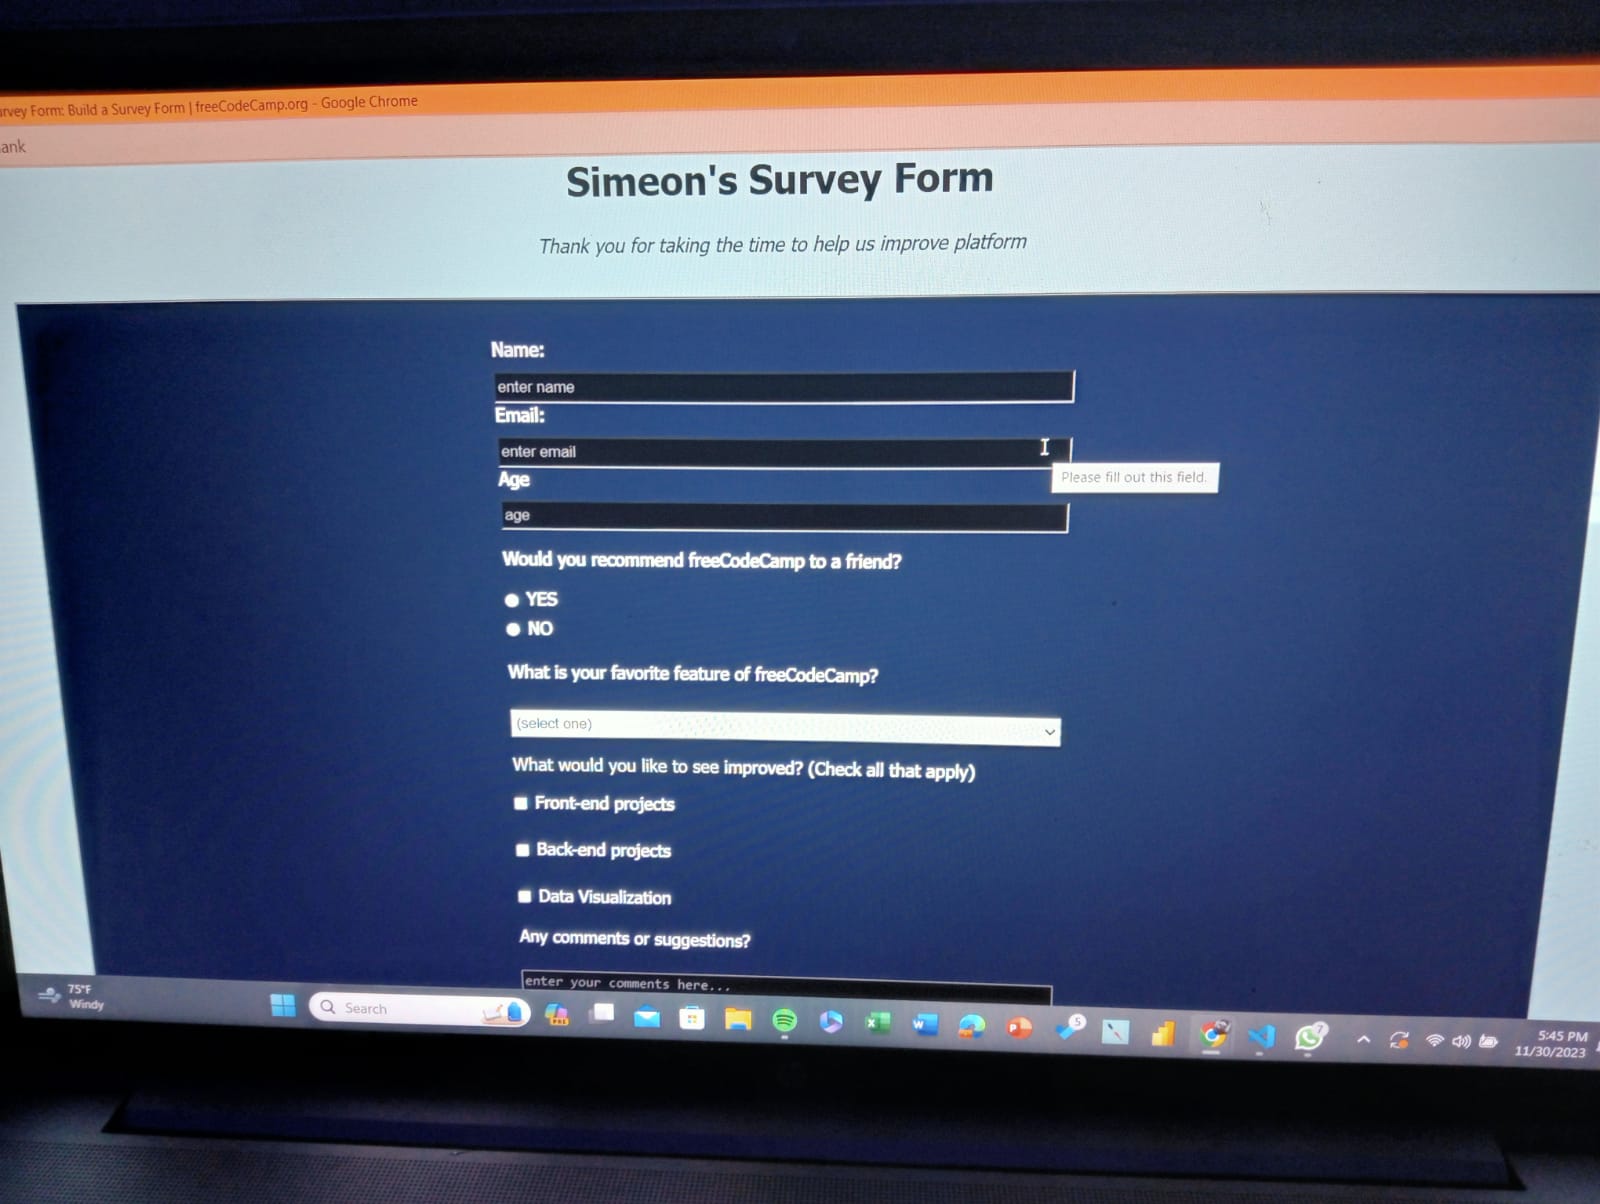 urvey Form: Build a Survey Form | freeCodeCamp.org - Google Chrome
ank
Simeon's Survey Form
Thank you for taking the time to help us improve platform
Name:
enter name
Email:
enter email
Please fill out this field.
Age
age
Would you recommend freeCodeCamp to a friend?
YES
NO
What is your favorite feature of freeCodeCamp?
(select one)
What would you like to see improved? (Check all that apply)
Front-end projects
Back-end projects
Data Visualization
Any comments or suggestions?
enter your comments here...
75°F
Windy
Search
PRE
5
7
5:45 PM
11/30/2023